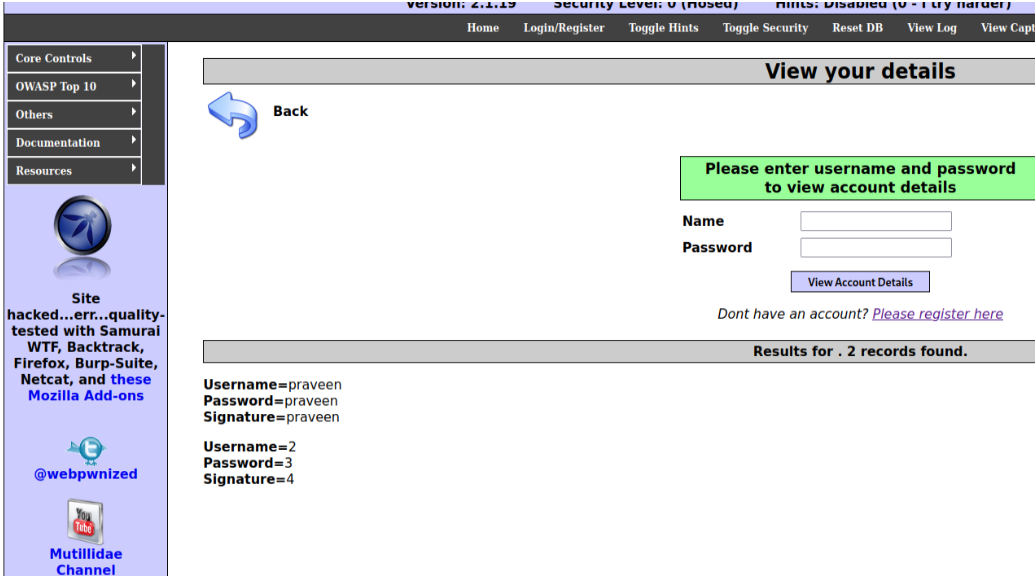 Version: 2.1.19 Security Level: 0 (Hosed) Hints: Disabled (0 - I try harder)
Home Login/Register Toggle Hints Toggle Security Reset DB View Log View Capt
Core Controls
OWASP Top 10
Others
Documentation
Resources
View your details
Back
Please enter username and password
to view account details
Name
Password
View Account Details
Dont have an account? Please register here
Results for . 2 records found.
Username=praveen
Password=praveen
Signature=praveen
Username=2
Password=3
Signature=4
Site
hacked...err...quality-
tested with Samurai
WTF, Backtrack,
Firefox, Burp-Suite,
Netcat, and these
Mozilla Add-ons
@webpwnized
You
Tube
Mutillidae
Channel